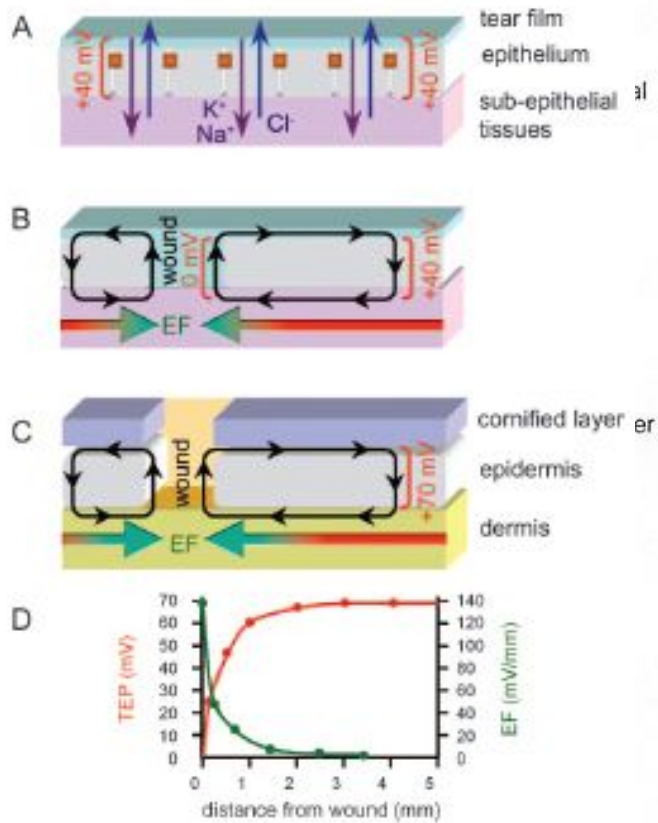 A
+40 mV
K⁺
Na⁺
Cl⁻
+40 mV
tear film
epithelium
sub-epithelial
tissues
al
B
wound
0 mV
+40 mV
EF
C
wound
+70 mV
EF
cornified layer
er
epidermis
dermis
D
TEP (mV)
70
60
50
40
30
20
10
0
140
120
100
80
60
40
20
0
EF (mV/mm)
0 1 2 3 4 5
distance from wound (mm)